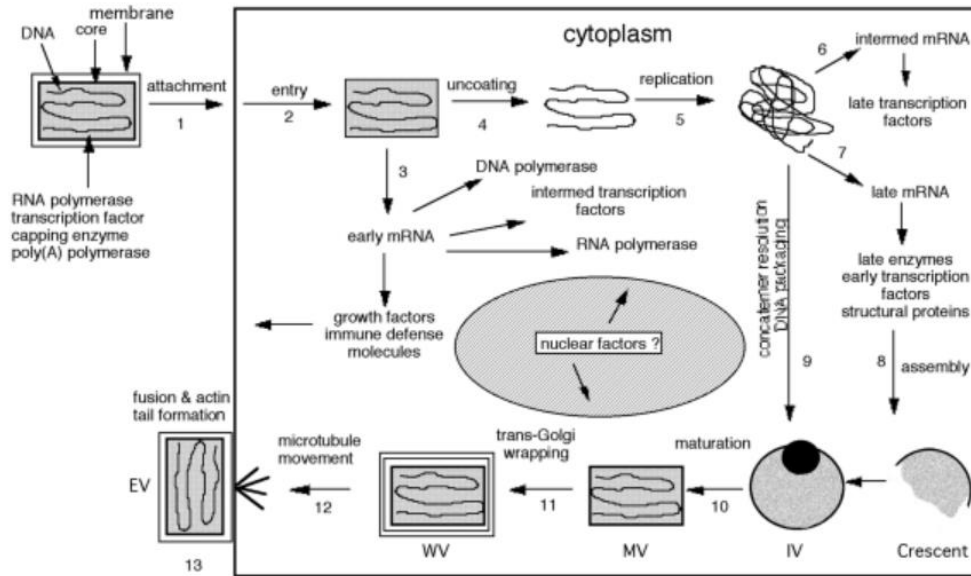 membrane
DNA
core
attachment
1
RNA polymerase
transcription factor
capping enzyme
poly(A) polymerase
cytoplasm
entry
2
uncoating
4
replication
5
6
intermed mRNA
late transcription
factors
7
late mRNA
late enzymes
early transcription
factors
structural proteins
8
assembly
3
early mRNA
DNA polymerase
intermed transcription
factors
RNA polymerase
growth factors
immune defense
molecules
nuclear factors ?
concatemer resolution
DNA packaging
9
fusion & actin
tail formation
EV
13
microtubule
movement
12
WV
trans-Golgi
wrapping
11
MV
maturation
10
IV
Crescent